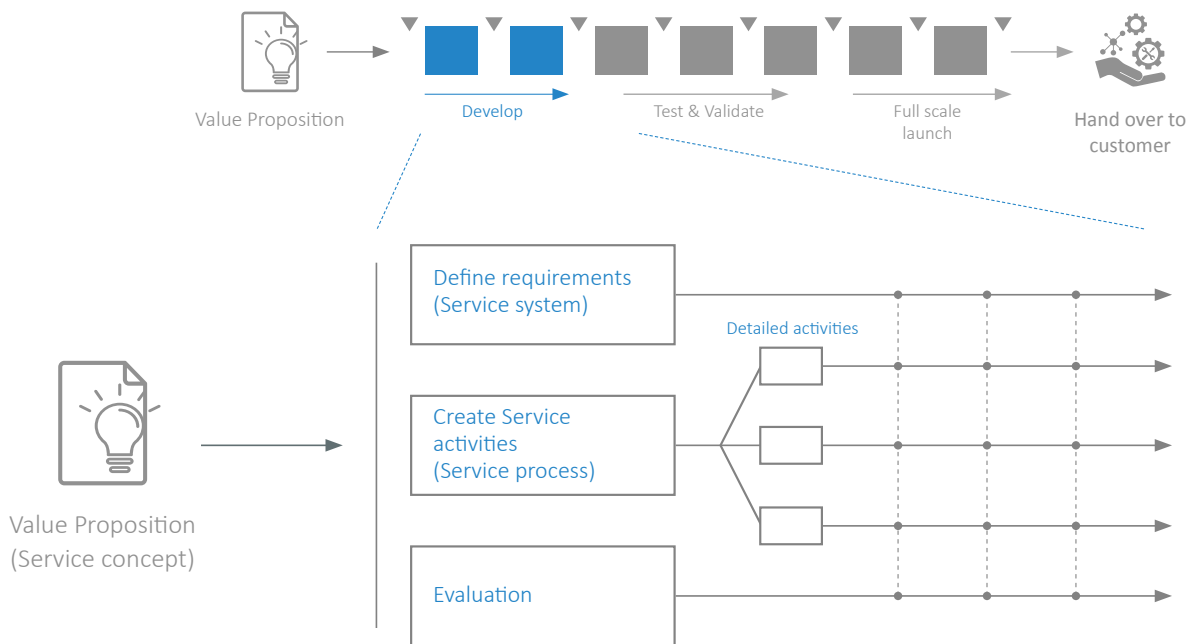 Value Proposition
Develop
Test & Validate
Full scale
launch
Hand over to
customer
Define requirements
(Service system)
Detailed activities
Create Service
activities
(Service process)
Value Proposition
(Service concept)
Evaluation